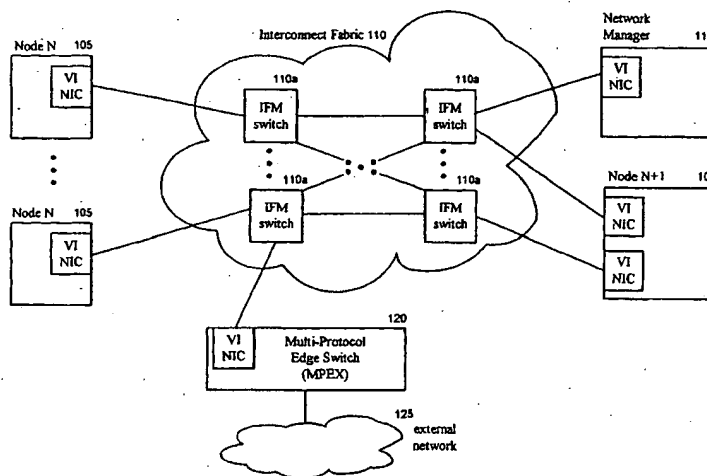 Node N 105
VI
NIC
Interconnect Fabric 110
Network
Manager
VI
NIC
110a
IFM
switch
110a
IFM
switch
110a
IFM
switch
110a
IFM
switch
Node N 105
VI
NIC
Node N+1
VI
NIC
VI
NIC
120
VI
NIC
Multi-Protocol
Edge Switch
(MPEX)
125
external
network